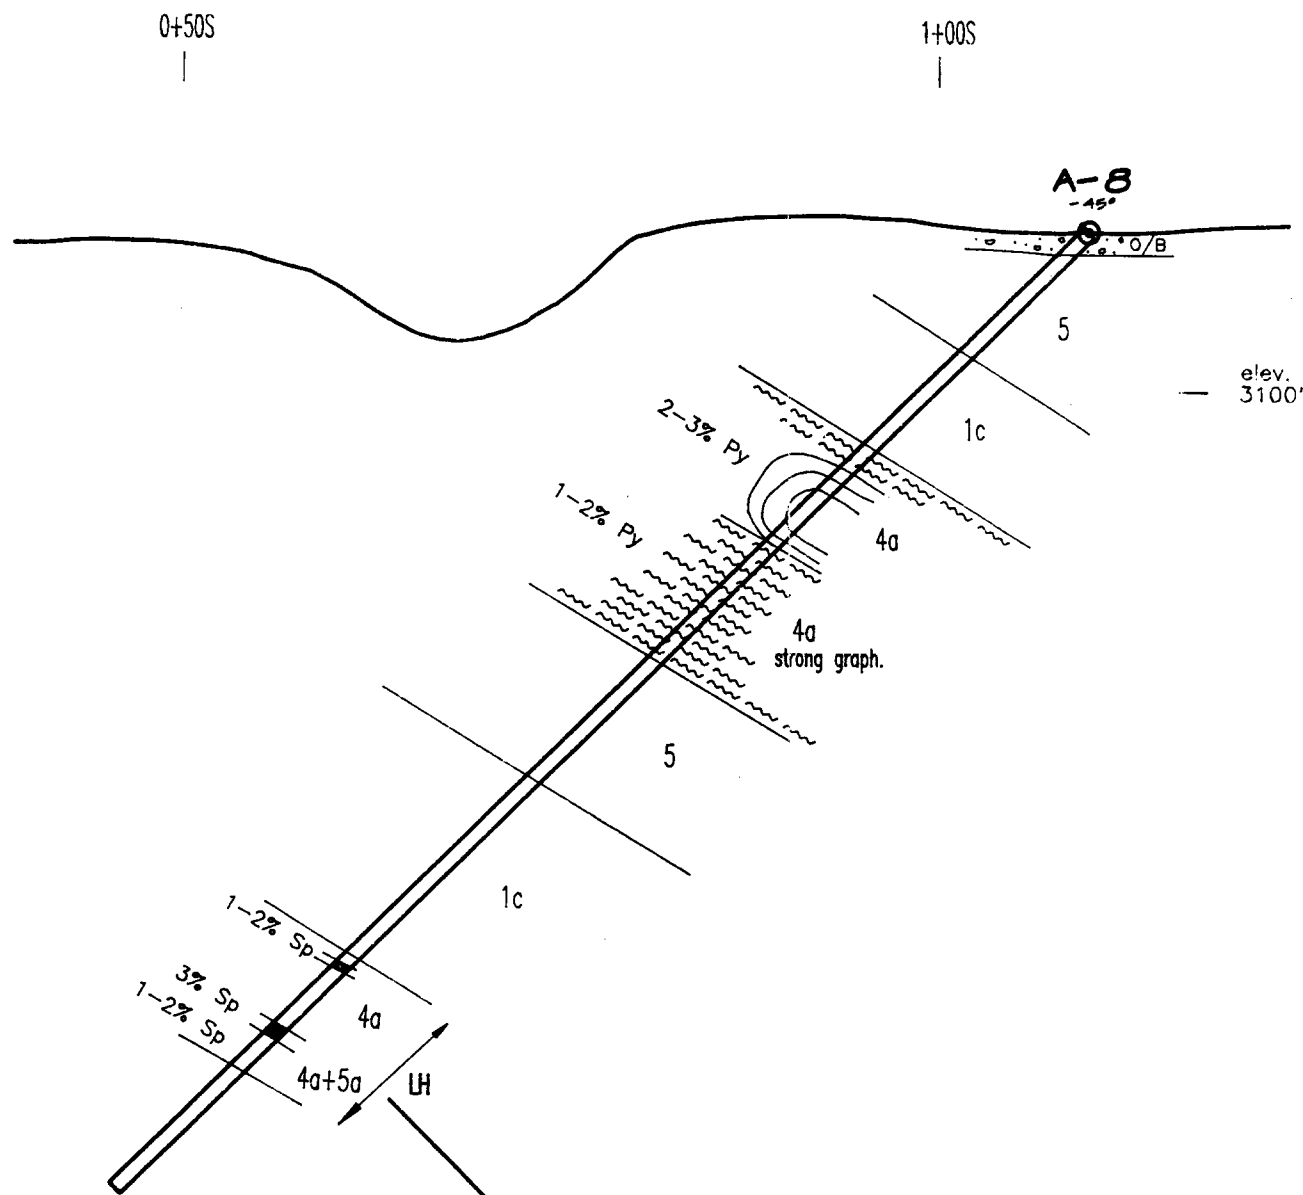 0+50S
1+00S
A-8
-45°
O/B
5
elev.
3100'
1c
2-3% Py
1-2% Py
4a
4a
strong graph.
5
1c
1-2% Sp
3% Sp
1-2% Sp
4a
4a+5a
LH